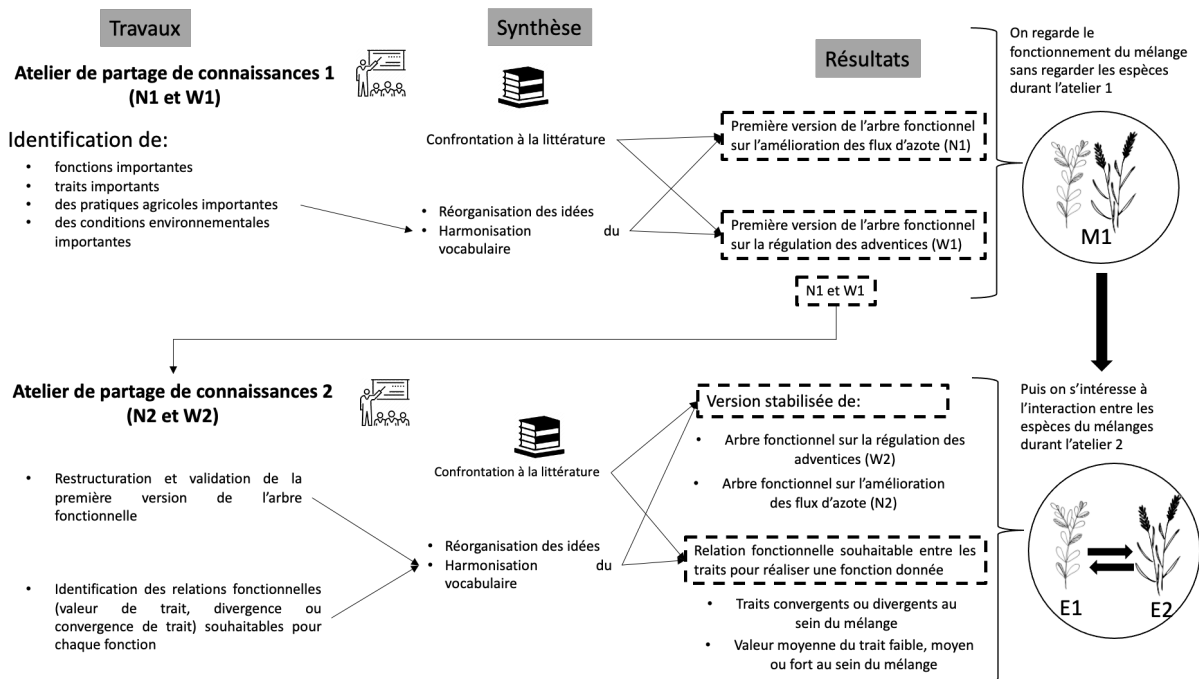 Travaux
Synthèse
Résultats
Atelier de partage de connaissances 1
(N1 et W1)
Identification de:
• fonctions importantes
• traits importants
• des pratiques agricoles importantes
• des conditions environnementales
importantes
Confrontation à la littérature
• Réorganisation des idées
• Harmonisation du
vocabulaire
Première version de l'arbre fonctionnel
sur l'amélioration des flux d'azote (N1)
Première version de l'arbre fonctionnel
sur la régulation des adventices (W1)
N1 et W1
On regarde le
fonctionnement du mélange
sans regarder les espèces
durant l'atelier 1
M1
Atelier de partage de connaissances 2
(N2 et W2)
• Restructuration et validation de la
première version de l'arbre
fonctionnelle
• Identification des relations fonctionnelles
(valeur de trait, divergence ou
convergence de trait) souhaitables pour
chaque fonction
Confrontation à la littérature
• Réorganisation des idées
• Harmonisation du
vocabulaire
Version stabilisée de:
• Arbre fonctionnel sur la régulation des
adventices (W2)
• Arbre fonctionnel sur l'amélioration
des flux d'azote (N2)
Relation fonctionnelle souhaitable entre les
traits pour réaliser une fonction donnée
• Traits convergents ou divergents au
sein du mélange
• Valeur moyenne du trait faible, moyen
ou fort au sein du mélange
Puis on s'intéresse à
l'interaction entre les
espèces du mélanges
durant l'atelier 2
E1
E2